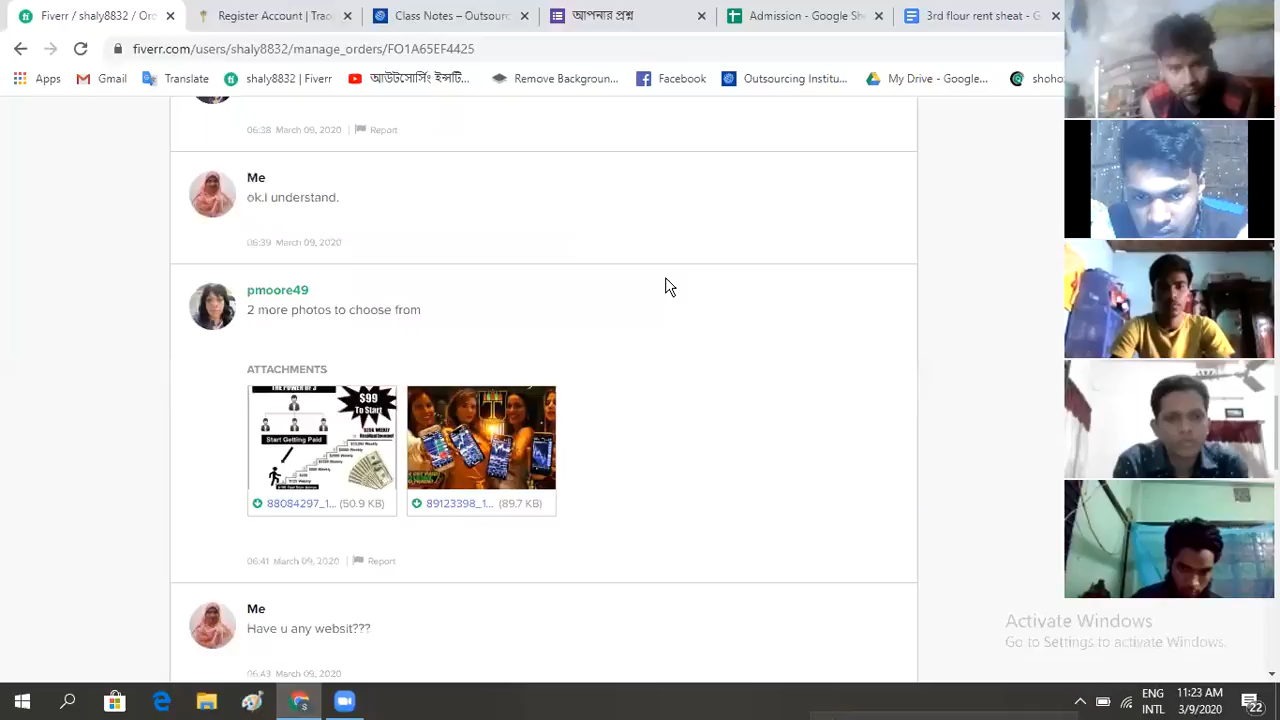 shaly8832 / Ord
Register Account | Trad
Class Notes – Outsourc
আপনার প্রশ্ন
Admission - Google She
3rd flour rent sheat - G
fiverr.com/users/shaly8832/manage_orders/FO1A65EF4425
Apps
Gmail
Translate
shaly8832 | Fiverr
আউটসোর্সিং ইনস্টি...
Remove Backgroun...
Facebook
Outsourcing Institu...
My Drive - Google...
shoho
06:38 March 09, 2020
Report
Me
ok.I understand.
06:39 March 09, 2020
pmoore49
2 more photos to choose from
ATTACHMENTS
THE POWER OF 3
$99
To Start
Start Getting Paid
88084297_1... (50.9 KB)
89123398_1... (89.7 KB)
06:41 March 09, 2020
Report
Me
Have u any websit???
06:43 March 09, 2020
Activate Windows
Go to Settings to activate Windows.
ENG
INTL
11:23 AM
3/9/2020
22